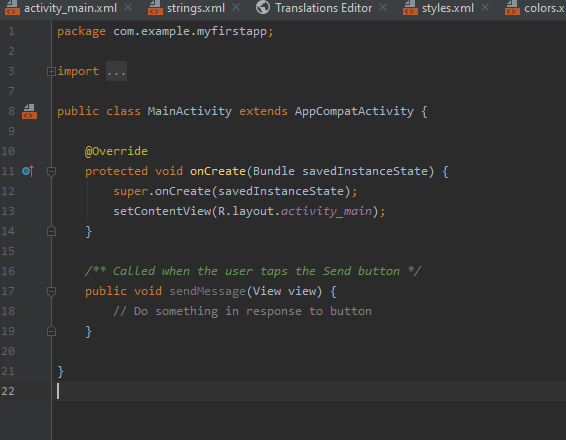 activity_main.xml strings.xml Translations Editor styles.xml colors.x
1 package com.example.myfirstapp;
2
3 import ...
7
8 public class MainActivity extends AppCompatActivity {
9
10 @Override
11 protected void onCreate(Bundle savedInstanceState) {
12 super.onCreate(savedInstanceState);
13 setContentView(R.layout.activity_main);
14 }
15
16 /** Called when the user taps the Send button */
17 public void sendMessage(View view) {
18 // Do something in response to button
19 }
20
21 }
22